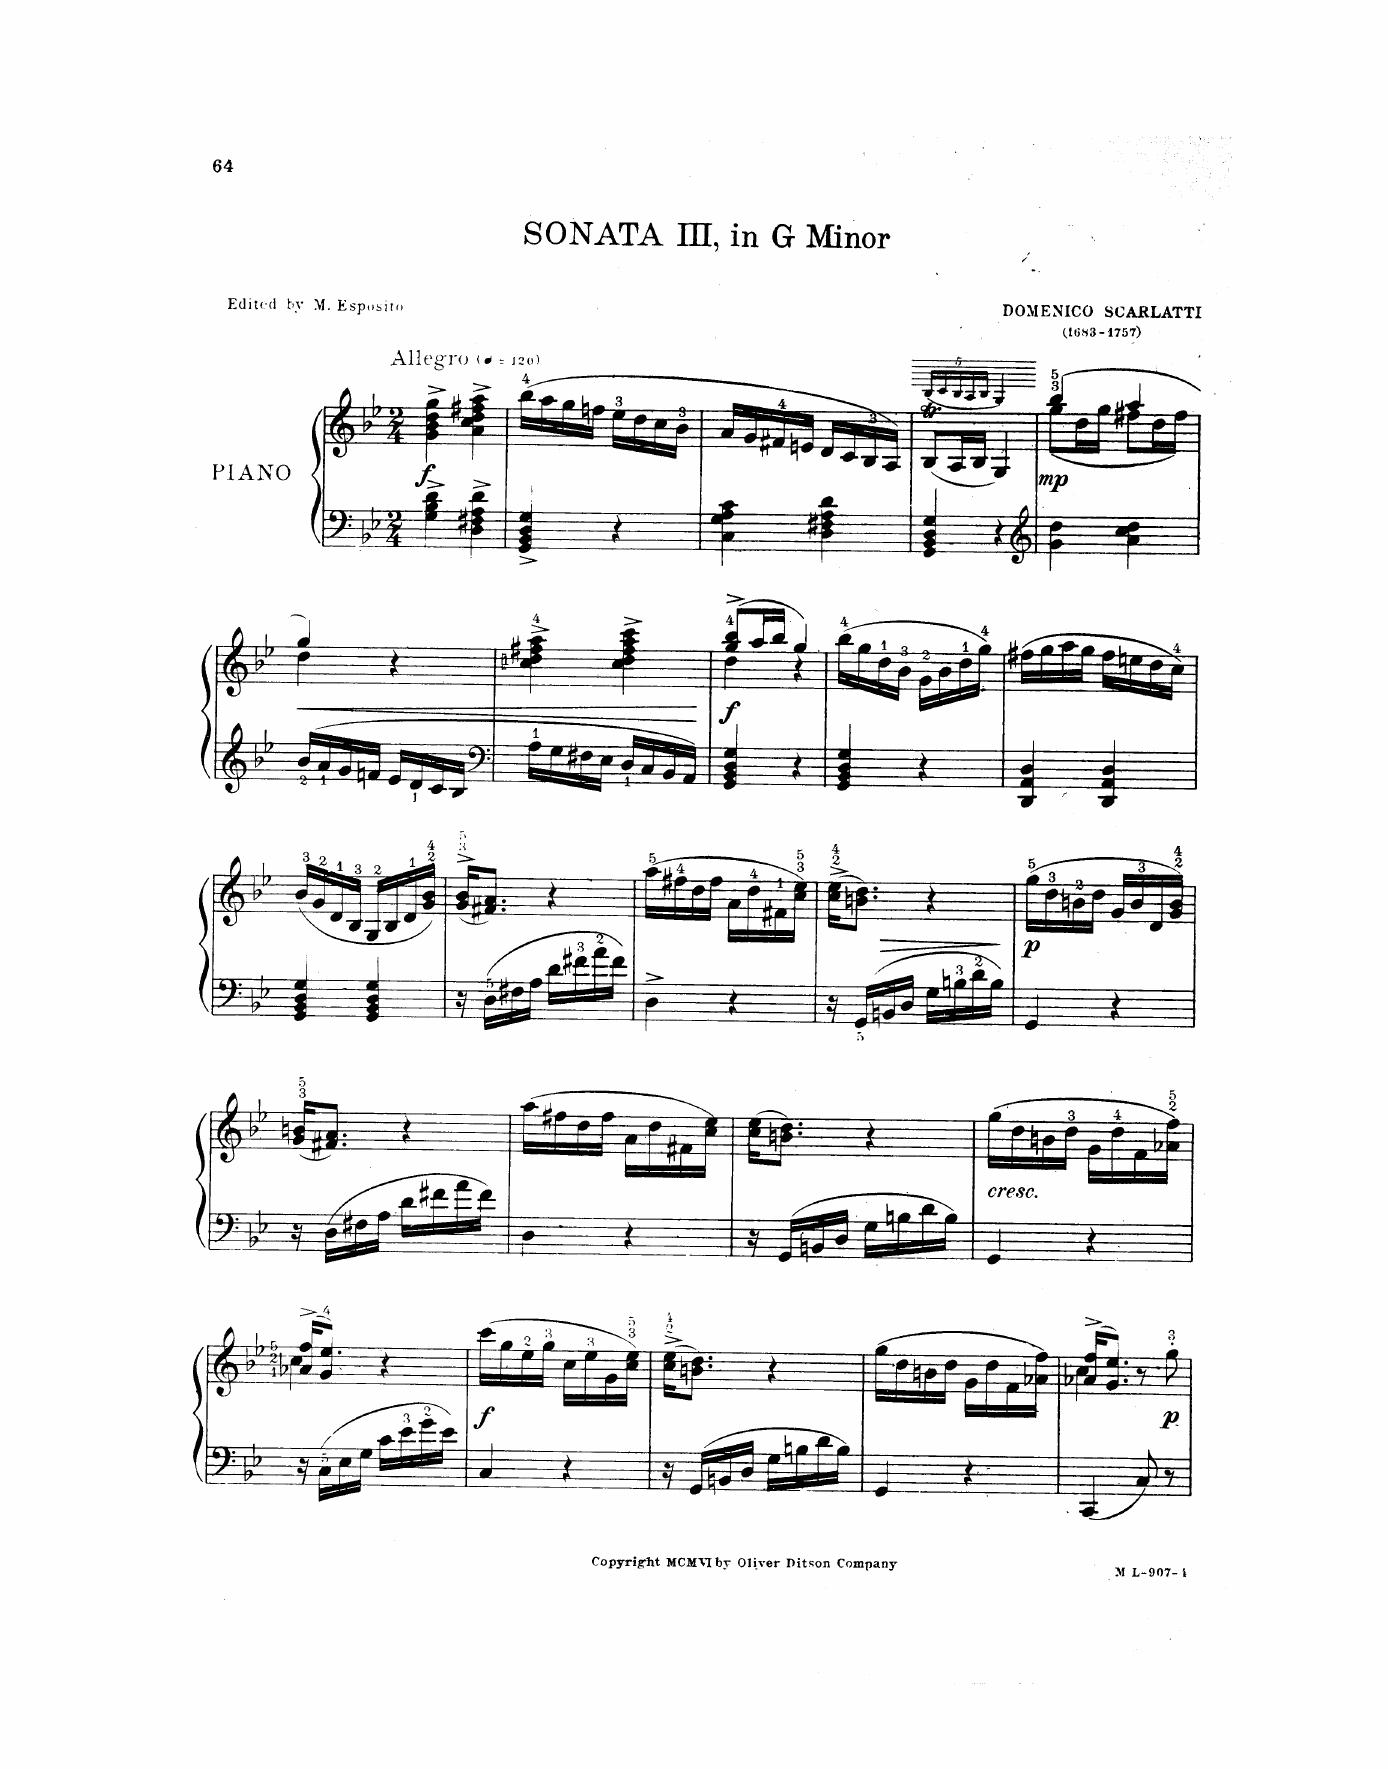 64
SONATA III, in G Minor
Edited by M. Esposito
DOMENICO SCARLATTI
(1683-1757)
Allegro (♩ = 120)
PIANO
f
mp
f
p
cresc.
f
p
Copyright MCMVI by Oliver Ditson Company
M L-907-4